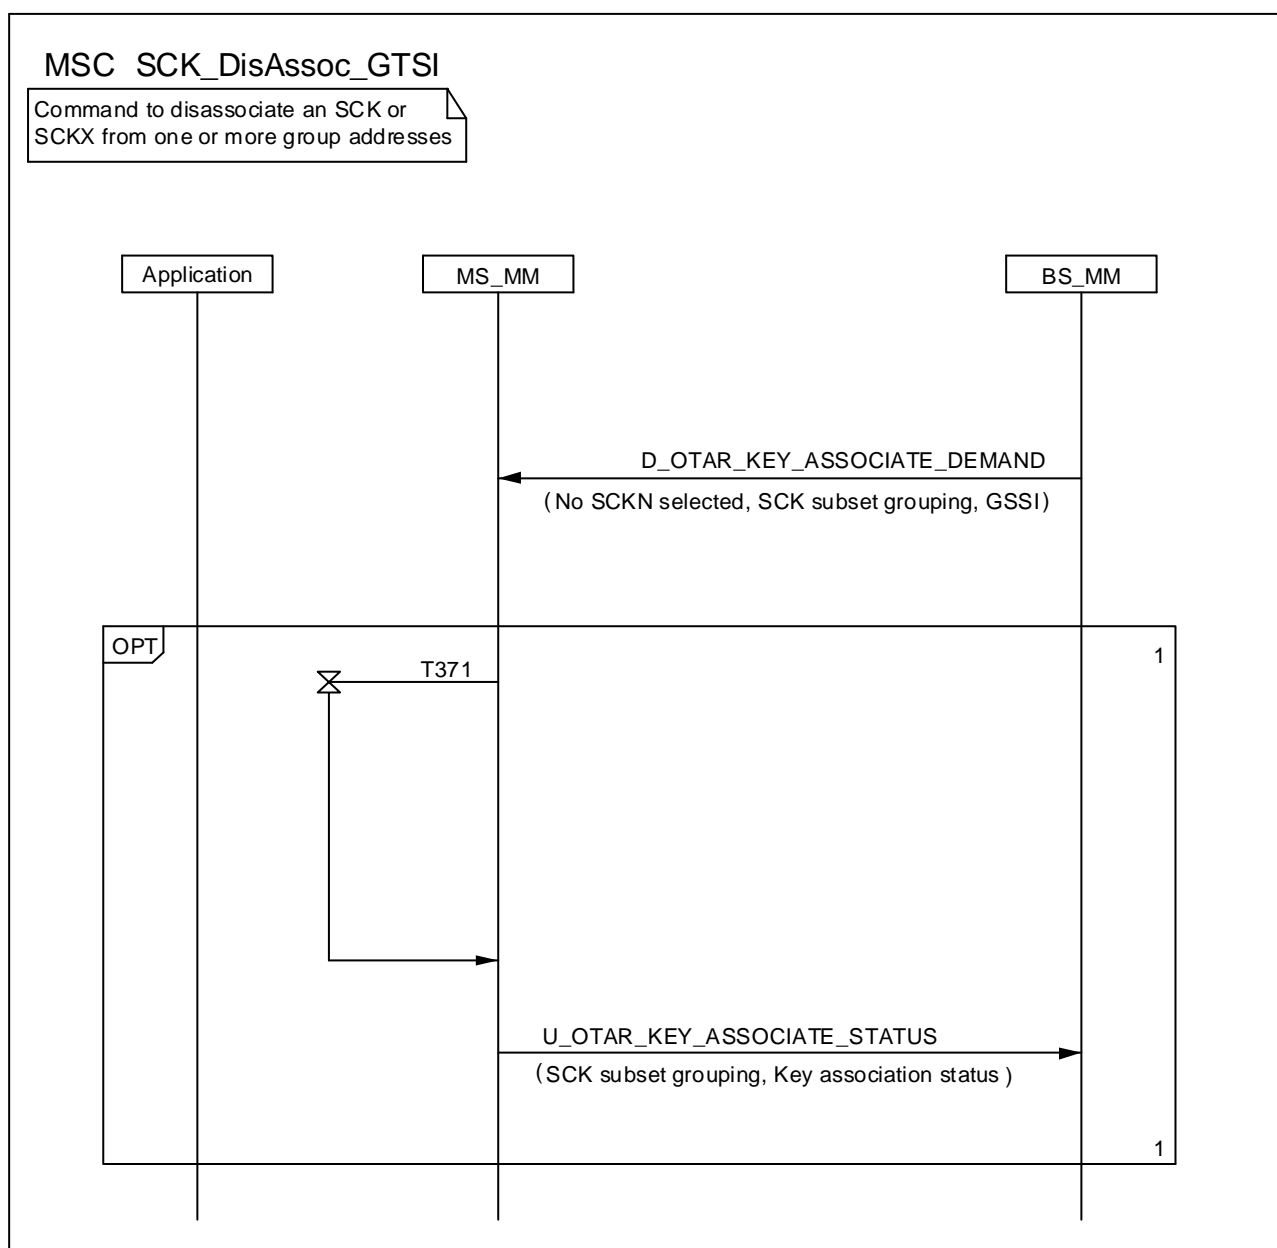 MSC SCK_DisAssoc_GTSI
Command to disassociate an SCK or
SCKX from one or more group addresses
Application
MS_MM
BS_MM
D_OTAR_KEY_ASSOCIATE_DEMAND
(No SCKN selected, SCK subset grouping, GSSI)
OPT
1
T371
U_OTAR_KEY_ASSOCIATE_STATUS
(SCK subset grouping, Key association status )
1